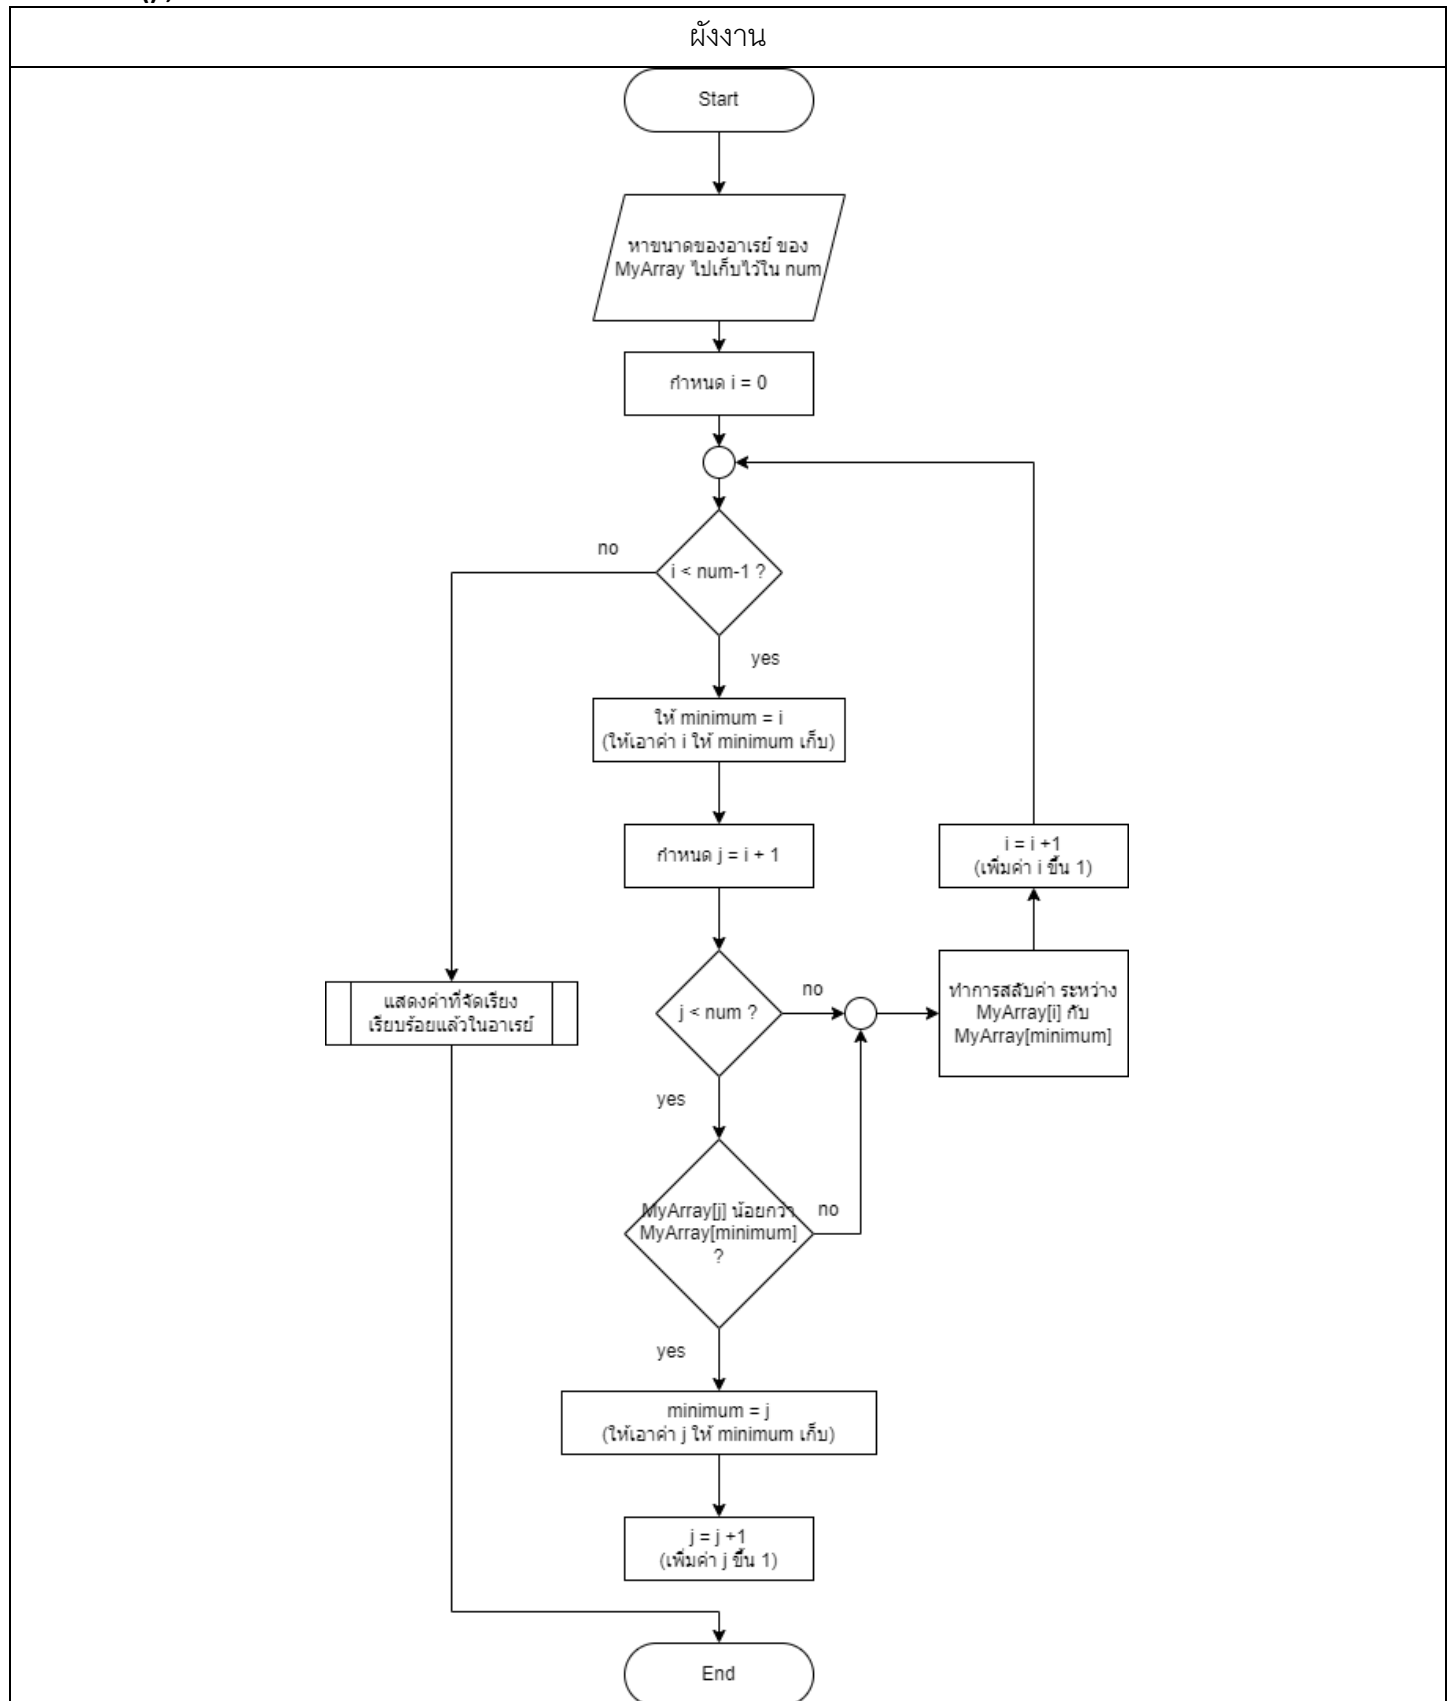 ผังงาน
Start
หาขนาดของอาเรย์ ของ
MyArray ไปเก็บไว้ใน num
กำหนด i = 0
no
i < num-1 ?
yes
ให้ minimum = i
(ให้เอาค่า i ให้ minimum เก็บ)
กำหนด j = i + 1
i = i +1
(เพิ่มค่า i ขึ้น 1)
แสดงค่าที่จัดเรียง
เรียบร้อยแล้วในอาเรย์
j < num ?
no
ทำการสลับค่า ระหว่าง
MyArray[i] กับ
MyArray[minimum]
yes
MyArray[j] น้อยกว่า
MyArray[minimum]
?
no
yes
minimum = j
(ให้เอาค่า j ให้ minimum เก็บ)
j = j +1
(เพิ่มค่า j ขึ้น 1)
End